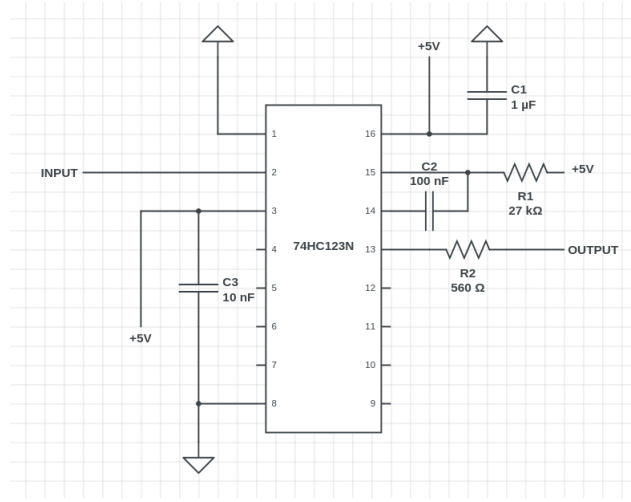 +5V
C1
1 µF
1
16
INPUT
2
15
C2
100 nF
+5V
R1
27 kΩ
3
14
74HC123N
4
13
OUTPUT
R2
560 Ω
C3
10 nF
5
12
6
11
+5V
7
10
8
9